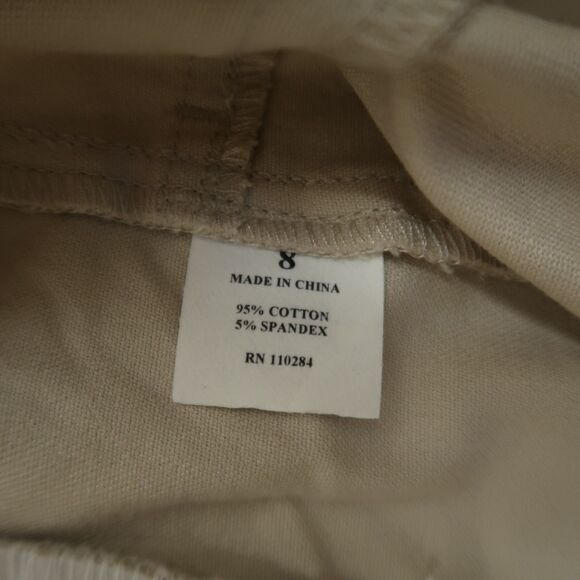 8
MADE IN CHINA
95% COTTON
5% SPANDEX
RN 110284